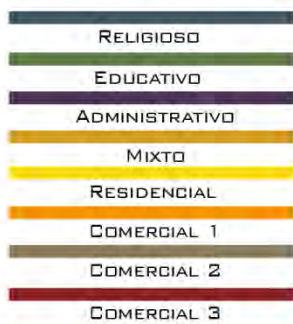 RELIGIOSO
EDUCATIVO
ADMINISTRATIVO
MIXTO
RESIDENCIAL
COMERCIAL 1
COMERCIAL 2
COMERCIAL 3